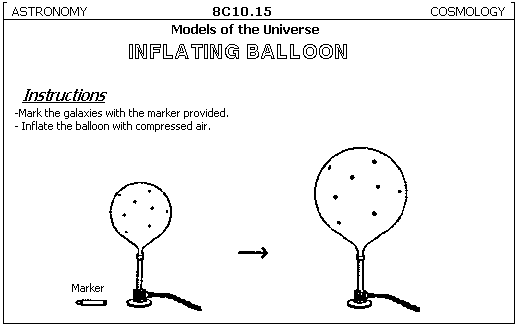 ASTRONOMY 8C10.15 COSMOLOGY
Models of the Universe
INFLATING BALLOON
Instructions
-Mark the galaxies with the marker provided.
- Inflate the balloon with compressed air.
Marker